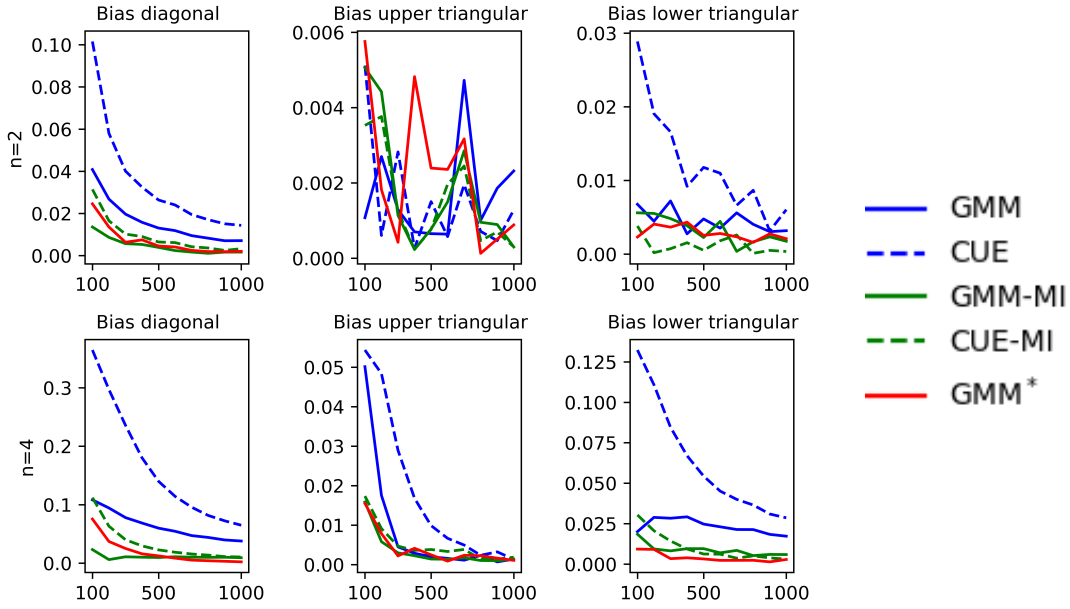 Bias diagonal
Bias upper triangular
Bias lower triangular
n=2
0.10
0.08
0.06
0.04
0.02
0.00
100 500 1000
0.006
0.004
0.002
0.000
100 500 1000
0.03
0.02
0.01
0.00
100 500 1000
Bias diagonal
Bias upper triangular
Bias lower triangular
n=4
0.3
0.2
0.1
0.0
100 500 1000
0.05
0.04
0.03
0.02
0.01
0.00
100 500 1000
0.125
0.100
0.075
0.050
0.025
0.000
100 500 1000
GMM
CUE
GMM-MI
CUE-MI
GMM*